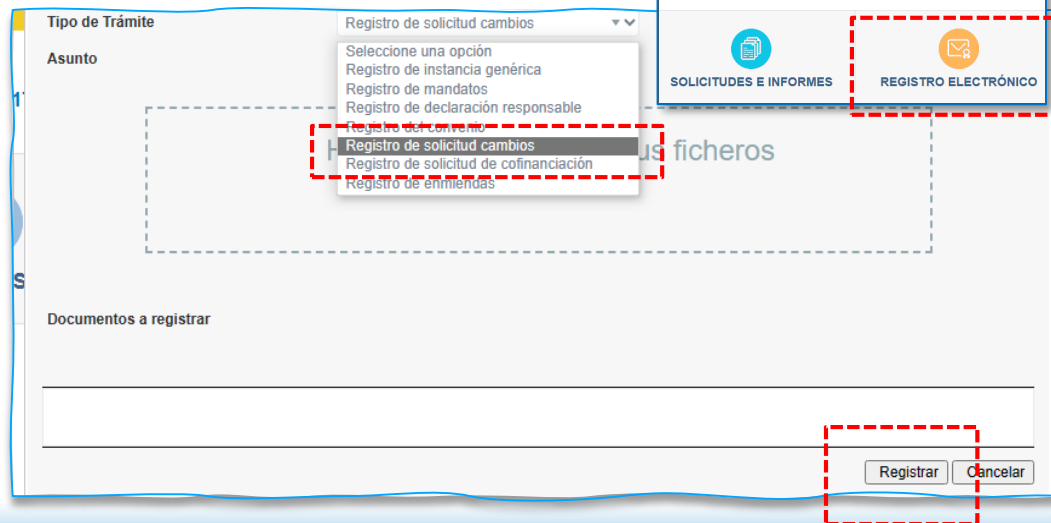 Tipo de Trámite
Registro de solicitud cambios
Asunto
Seleccione una opción
Registro de instancia genérica
Registro de mandatos
Registro de declaración responsable
Registro del convenio
Registro de solicitud cambios
Registro de solicitud de cofinanciación
Registro de enmiendas
ficheros
SOLICITUDES E INFORMES
REGISTRO ELECTRÓNICO
Documentos a registrar
Registrar
Cancelar